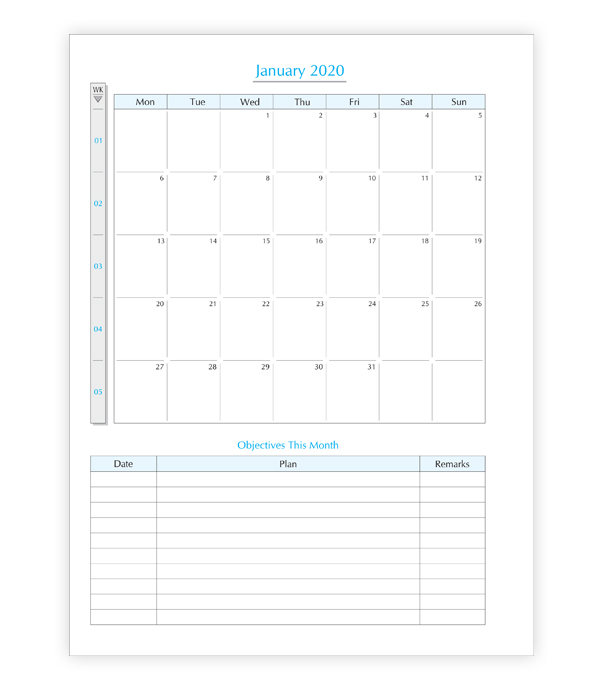 January 2020
WK
Mon Tue Wed Thu Fri Sat Sun
1 2 3 4 5
01
6 7 8 9 10 11 12
02
13 14 15 16 17 18 19
03
20 21 22 23 24 25 26
04
27 28 29 30 31
05
Objectives This Month
Date Plan Remarks